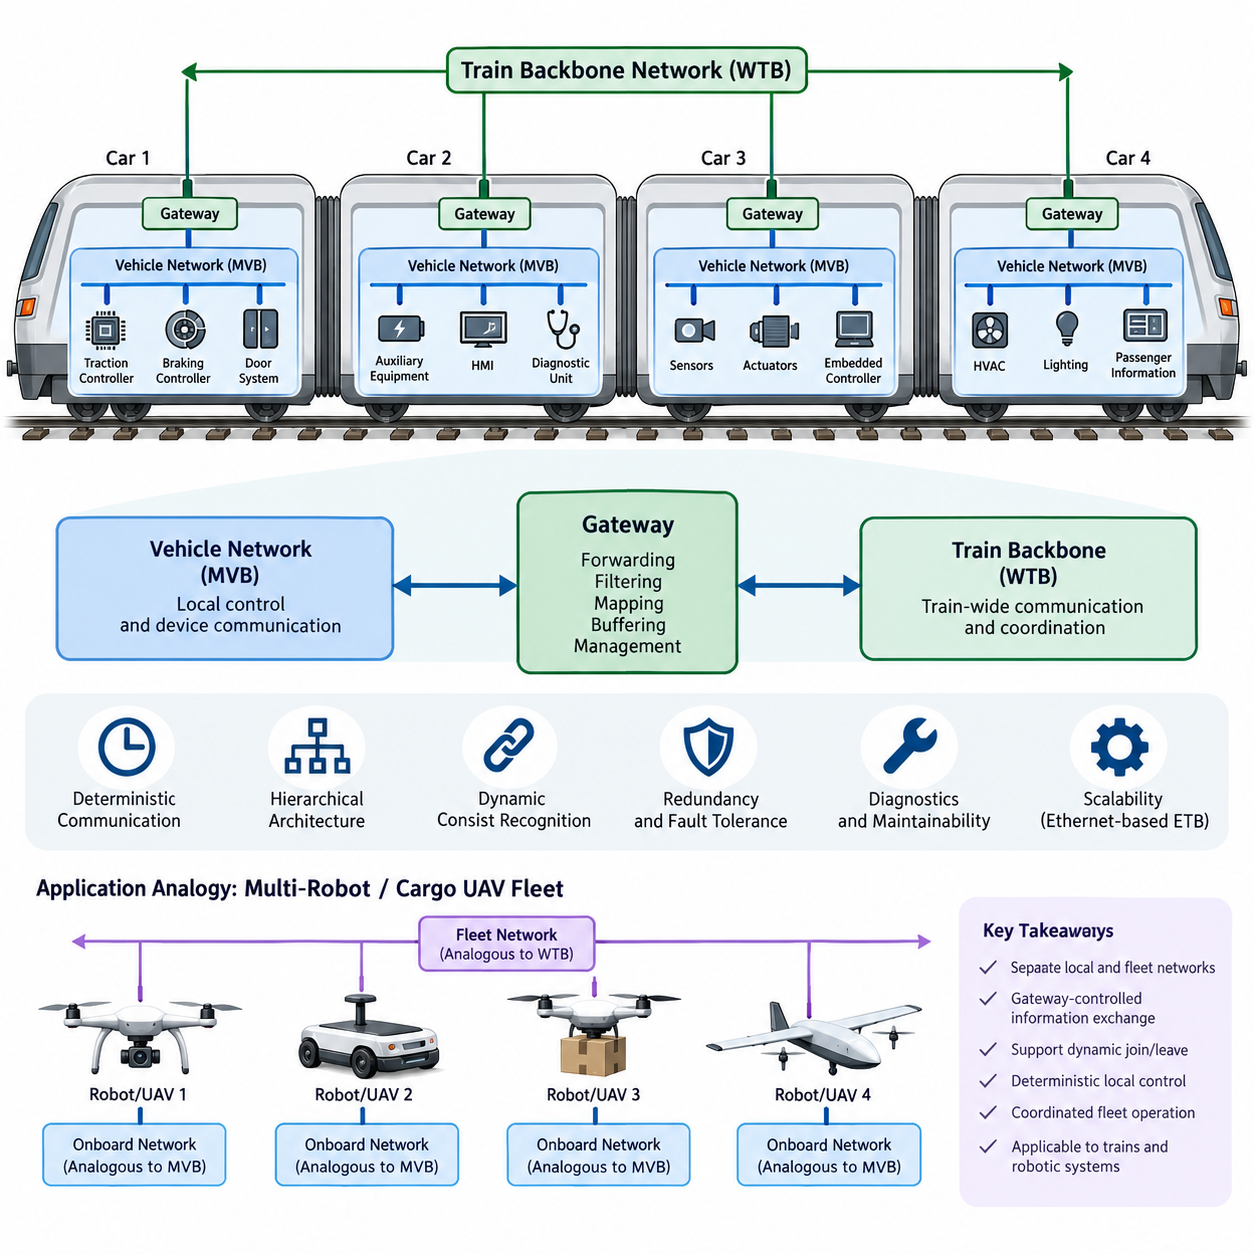 Train Backbone Network (WTB)
Car 1
Car 2
Car 3
Car 4
Gateway
Gateway
Gateway
Gateway
Vehicle Network (MVB)
Vehicle Network (MVB)
Vehicle Network (MVB)
Vehicle Network (MVB)
Traction
Controller
Braking
Controller
Door
System
Auxiliary
Equipment
HMI
Diagnostic
Unit
Sensors
Actuators
Embedded
Controller
HVAC
Lighting
Passenger
Information
Vehicle Network
(MVB)
Local control
and device communication
Gateway
Forwarding
Filtering
Mapping
Buffering
Management
Train Backbone
(WTB)
Train-wide communication
and coordination
Deterministic
Communication
Hierarchical
Architecture
Dynamic
Consist Recognition
Redundancy
and Fault Tolerance
Diagnostics
and Maintainability
Scalability
(Ethernet-based ETB)
Application Analogy: Multi-Robot / Cargo UAV Fleet
Fleet Network
(Analogous to WTB)
Robot/UAV 1
Robot/UAV 2
Robot/UAV 3
Robot/UAV 4
Onboard Network
(Analogous to MVB)
Onboard Network
(Analogous to MVB)
Onboard Network
(Analogous to MVB)
Onboard Network
(Analogous to MVB)
Key Takeaways
Separate local and fleet networks
Gateway-controlled
information exchange
Support dynamic join/leave
Deterministic local control
Coordinated fleet operation
Applicable to trains and
robotic systems